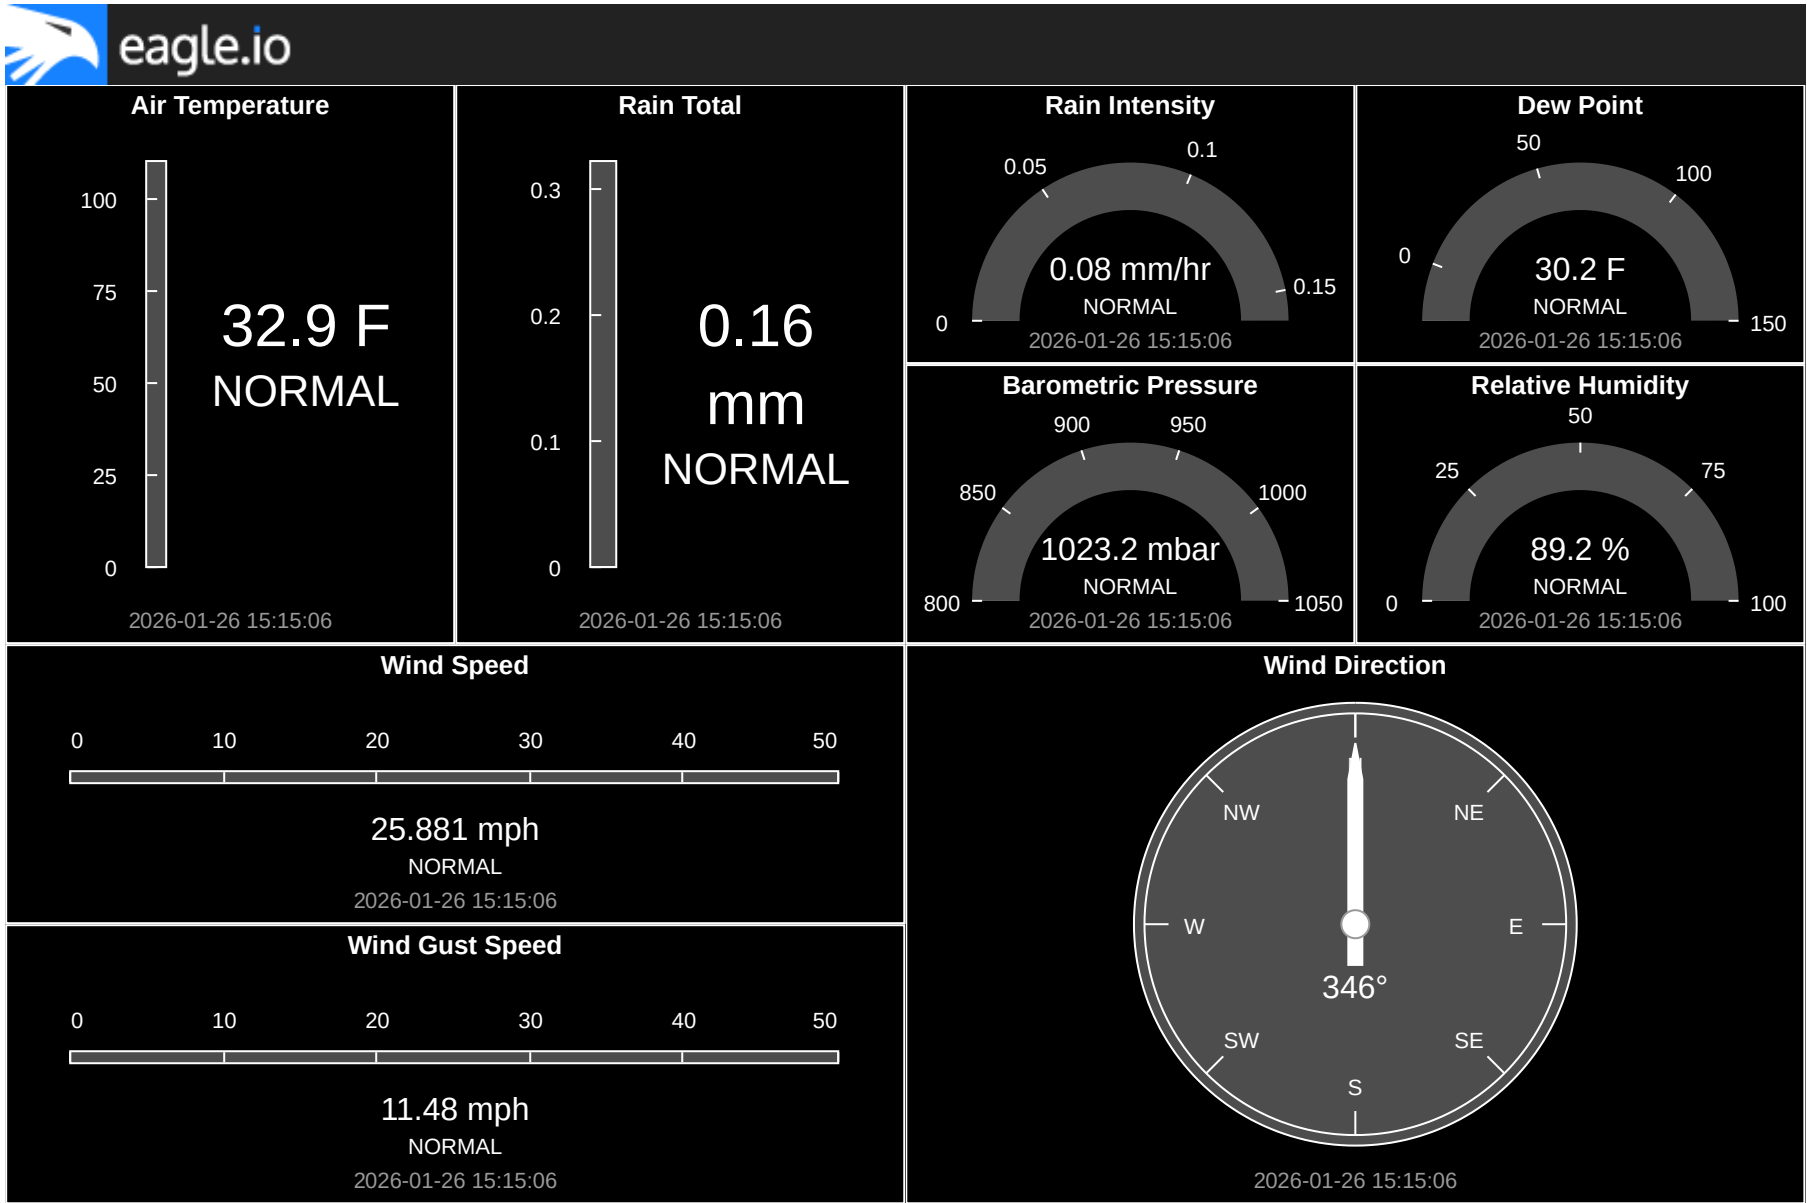 eagle.io
Air Temperature
100
75
50
25
0
32.9 F
NORMAL
2026-01-26 15:15:06
Rain Total
0.3
0.2
0.1
0
0.16
mm
NORMAL
2026-01-26 15:15:06
Rain Intensity
0
0.05
0.1
0.15
0.08 mm/hr
NORMAL
2026-01-26 15:15:06
Dew Point
0
50
100
150
30.2 F
NORMAL
2026-01-26 15:15:06
Barometric Pressure
800
850
900
950
1000
1050
1023.2 mbar
NORMAL
2026-01-26 15:15:06
Relative Humidity
0
25
50
75
100
89.2 %
NORMAL
2026-01-26 15:15:06
Wind Speed
0 10 20 30 40 50
25.881 mph
NORMAL
2026-01-26 15:15:06
Wind Gust Speed
0 10 20 30 40 50
11.48 mph
NORMAL
2026-01-26 15:15:06
Wind Direction
NW NE
W E
346°
SW SE
S
2026-01-26 15:15:06